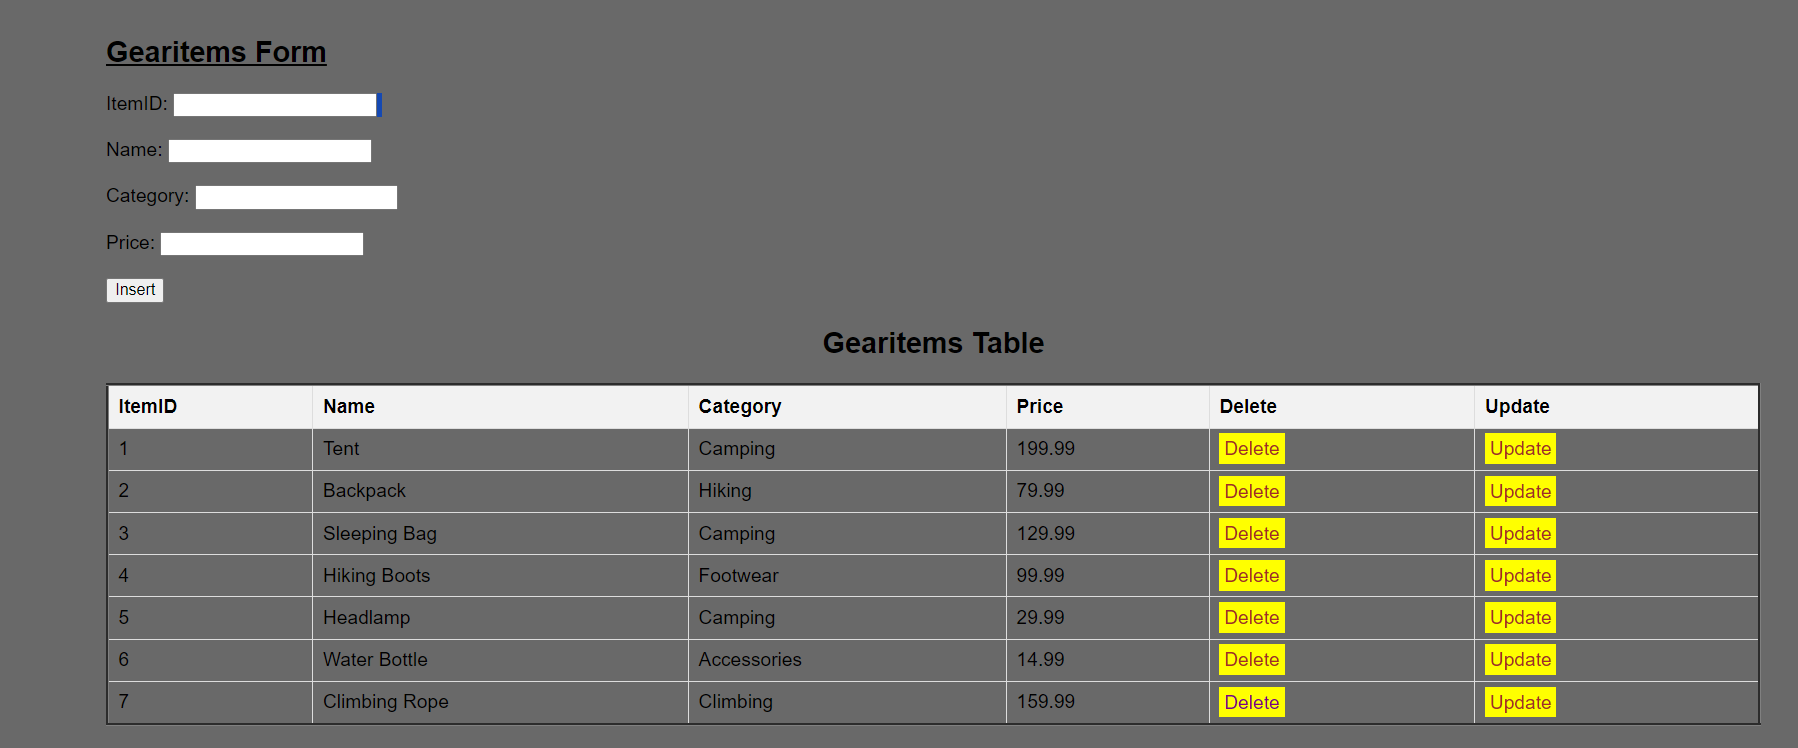 Gearitems Form
ItemID:
Name:
Category:
Price:
Insert
Gearitems Table
ItemID Name Category Price Delete Update
1 Tent Camping 199.99 Delete Update
2 Backpack Hiking 79.99 Delete Update
3 Sleeping Bag Camping 129.99 Delete Update
4 Hiking Boots Footwear 99.99 Delete Update
5 Headlamp Camping 29.99 Delete Update
6 Water Bottle Accessories 14.99 Delete Update
7 Climbing Rope Climbing 159.99 Delete Update